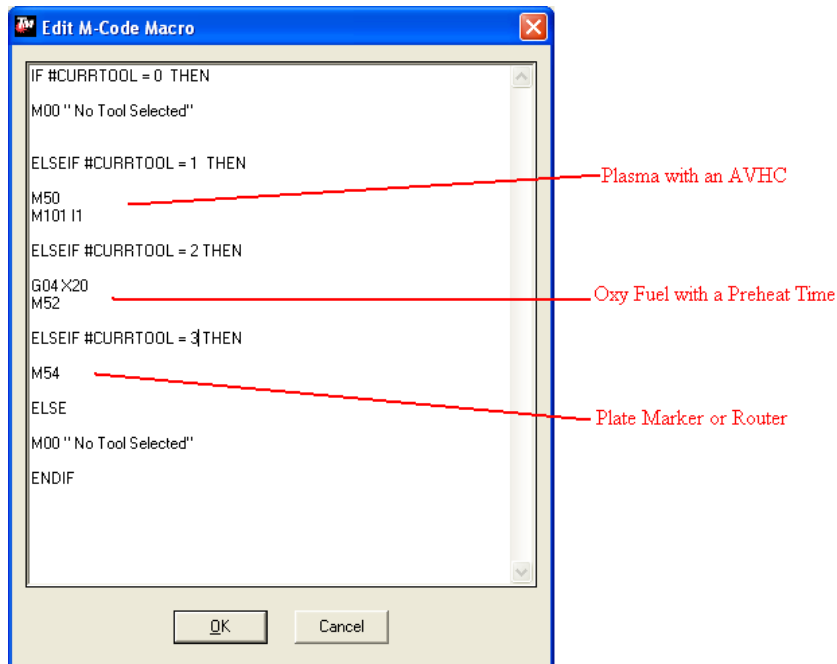 Edit M-Code Macro
IF #CURRTOOL = 0 THEN
M00 " No Tool Selected"
ELSEIF #CURRTOOL = 1 THEN
M50
M101 I1
Plasma with an AVHC
ELSEIF #CURRTOOL = 2 THEN
G04 X20
M52
Oxy Fuel with a Preheat Time
ELSEIF #CURRTOOL = 3 THEN
M54
Plate Marker or Router
ELSE
M00 " No Tool Selected"
ENDIF
OK
Cancel